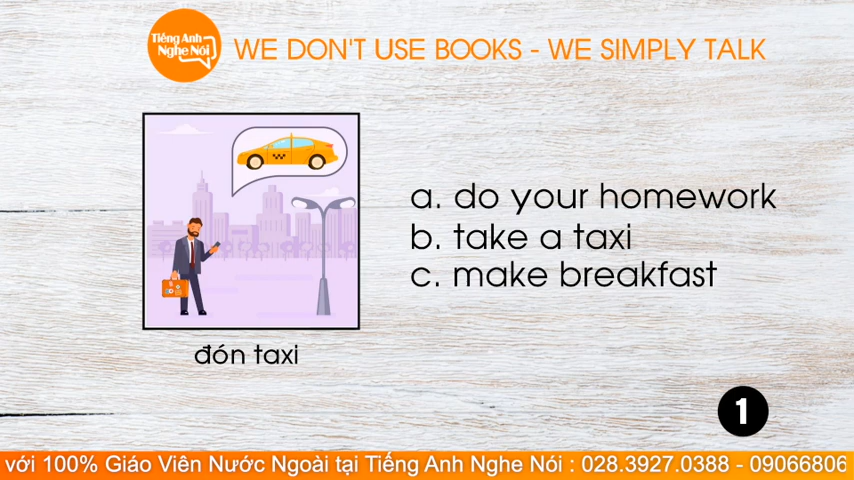 Tiếng Anh
Nghe Nói
WE DON'T USE BOOKS - WE SIMPLY TALK
a. do your homework
b. take a taxi
c. make breakfast
đón taxi
1
với 100% Giáo Viên Nước Ngoài tại Tiếng Anh Nghe Nói : 028.3927.0388 - 09066806